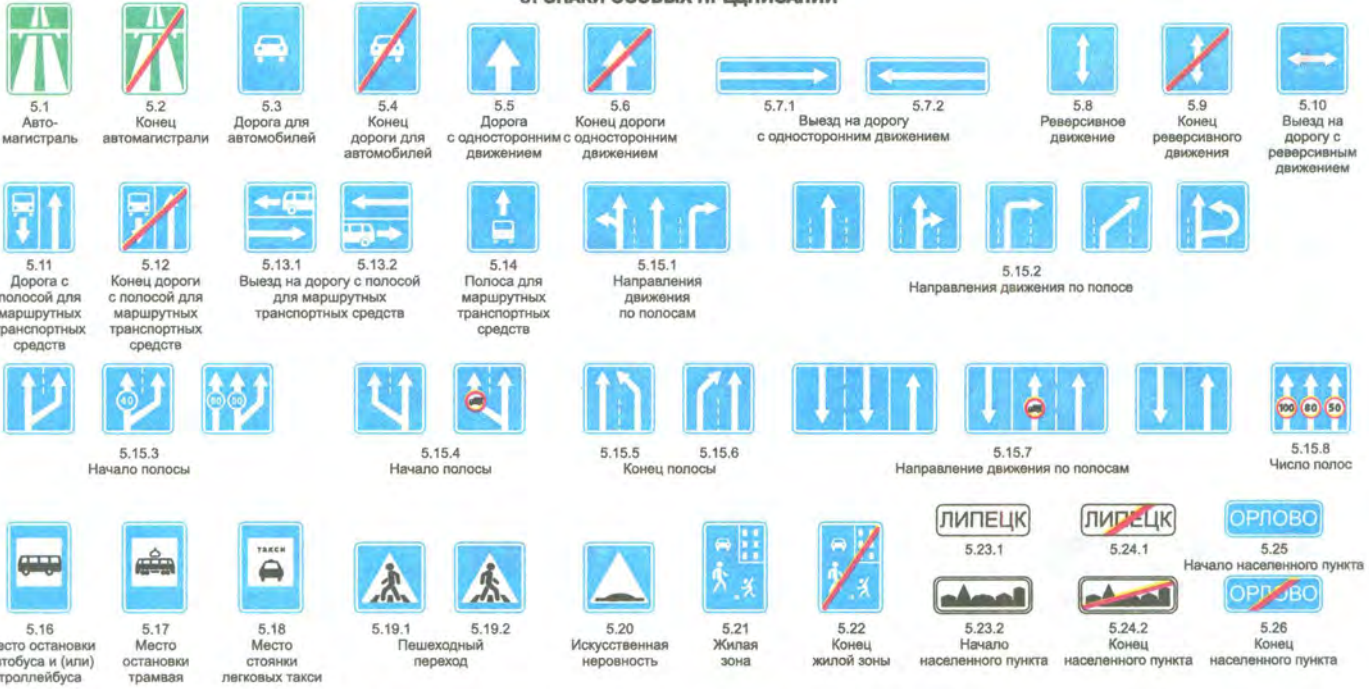 5.1
Авто-
магистраль
5.2
Конец
автомагистрали
5.3
Дорога для
автомобилей
5.4
Конец
дороги для
автомобилей
5.5
Дорога
с односторонним
движением
5.6
Конец дороги
с односторонним
движением
5.7.1 5.7.2
Выезд на дорогу
с односторонним движением
5.8
Реверсивное
движение
5.9
Конец
реверсивного
движения
5.10
Выезд на
дорогу с
реверсивным
движением
5.11
Дорога с
полосой для
маршрутных
транспортных
средств
5.12
Конец дороги
с полосой для
маршрутных
транспортных
средств
5.13.1 5.13.2
Выезд на дорогу с полосой
для маршрутных
транспортных средств
5.14
Полоса для
маршрутных
транспортных
средств
5.15.1
Направления
движения
по полосам
5.15.2
Направления движения по полосе
40
5.15.3
Начало полосы
5.15.4
Начало полосы
5.15.5 5.15.6
Конец полосы
5.15.7
Направление движения по полосам
100 80 50
5.15.8
Число полос
5.16
остановки
и (или)
5.17
Место
остановки
трамвая
ТАКСИ
5.18
Место
стоянки
легковых такси
5.19.1 5.19.2
Пешеходный
переход
5.20
Искусственная
неровность
5.21
Жилая
зона
5.22
Конец
жилой зоны
ЛИПЕЦК
5.23.1
ЛИПЕЦК
5.24.1
ОРЛОВО
5.25
Начало населенного пункта
5.23.2
Начало
населенного пункта
5.24.2
Конец
населенного пункта
ОРЛОВО
5.26
Конец
населенного пункта